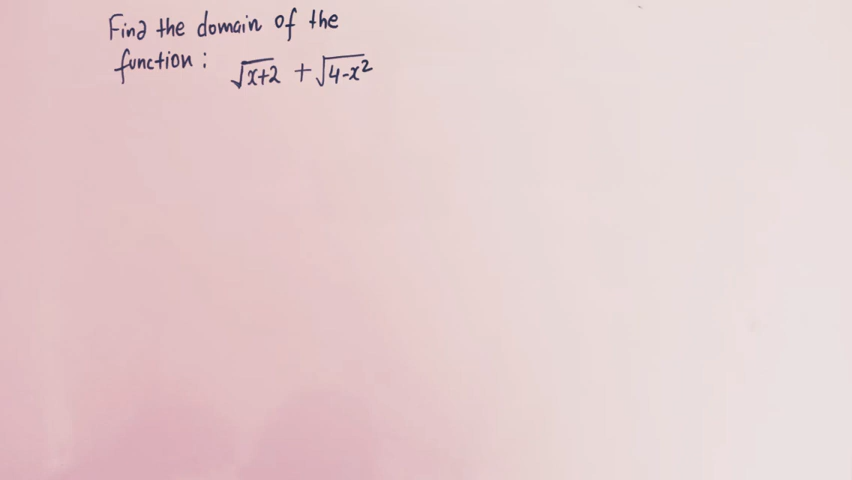 Find the domain of the
function : √x+2 + √4-x²